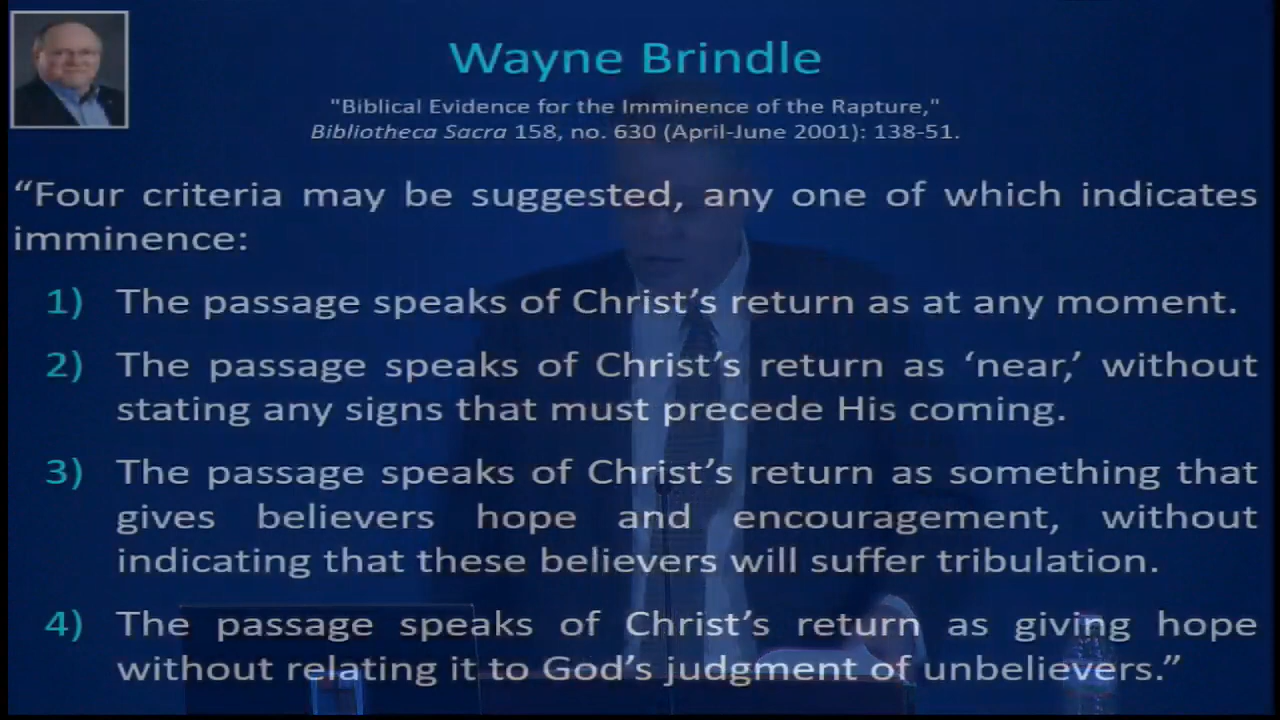 Wayne Brindle
"Biblical Evidence for the Imminence of the Rapture,"
Bibliotheca Sacra 158, no. 630 (April-June 2001): 138-51.
“Four criteria may be suggested, any one of which indicates
imminence:
1) The passage speaks of Christ’s return as at any moment.
2) The passage speaks of Christ’s return as ‘near,’ without
stating any signs that must precede His coming.
3) The passage speaks of Christ’s return as something that
gives believers hope and encouragement, without
indicating that these believers will suffer tribulation.
4) The passage speaks of Christ’s return as giving hope
without relating it to God’s judgment of unbelievers.”